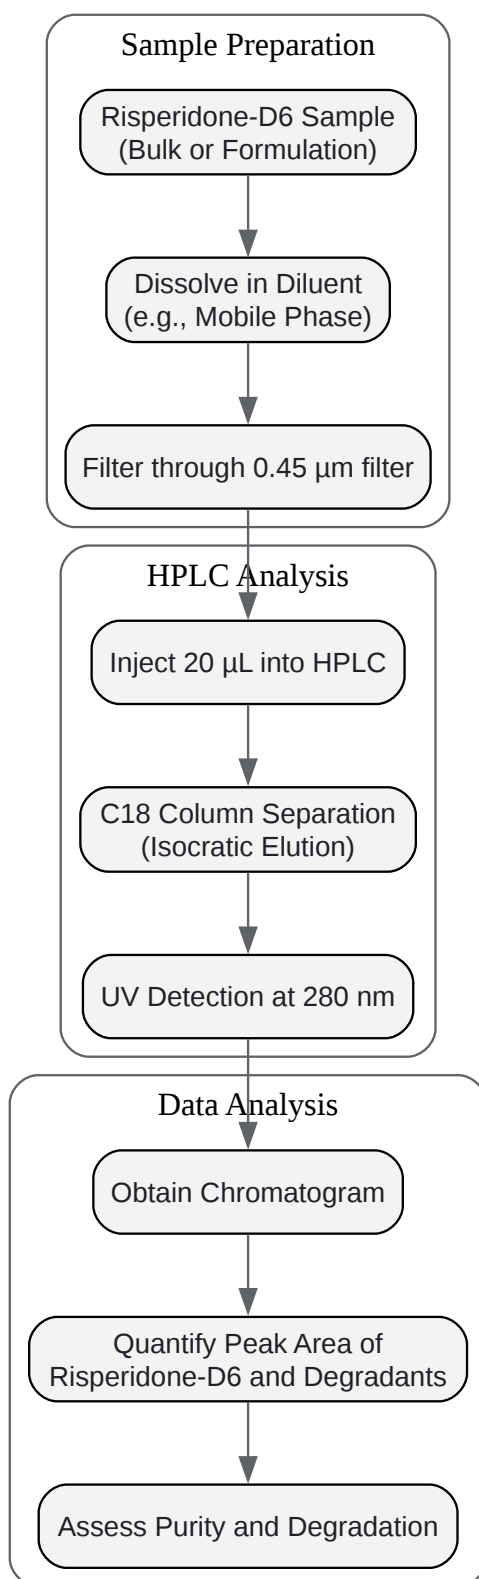 Sample Preparation
Risperidone-D6 Sample
(Bulk or Formulation)
Dissolve in Diluent
(e.g., Mobile Phase)
Filter through 0.45 µm filter
HPLC Analysis
Inject 20 µL into HPLC
C18 Column Separation
(Isocratic Elution)
UV Detection at 280 nm
Data Analysis
Obtain Chromatogram
Quantify Peak Area of
Risperidone-D6 and Degradants
Assess Purity and Degradation